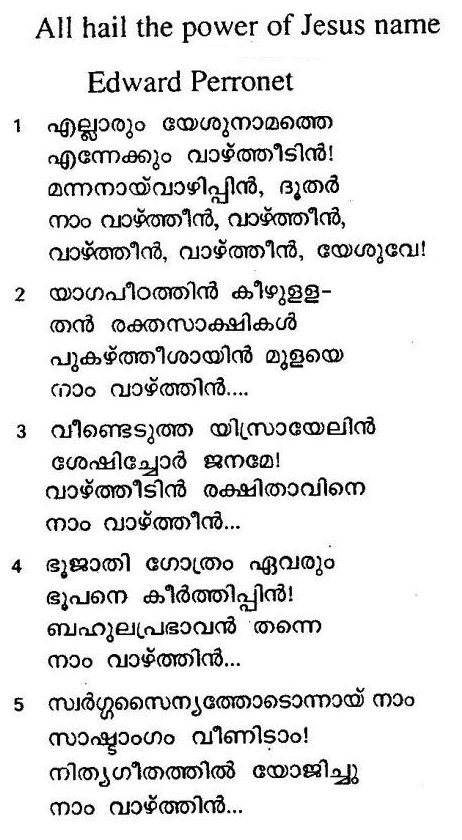 All hail the power of Jesus name
Edward Perronet
1 എല്ലാരും യേശുനാമത്തെ
എന്നേക്കും വാഴ്ത്തീടിൻ!
മന്നനായ്വാഴിപ്പിൻ, ദൂതർ
നാം വാഴ്ത്തീൻ, വാഴ്ത്തീൻ,
വാഴ്ത്തീൻ, വാഴ്ത്തീൻ, യേശുവേ!
2 യാഗപീഠത്തിൻ കീഴുളള-
തൻ രക്തസാക്ഷികൾ
പുകഴ്ത്തീശായിൻ മുളയെ
നാം വാഴ്ത്തിൻ....
3 വീണ്ടെടുത്ത യിസ്രായേലിൻ
ശേഷിച്ചോർ ജനമേ!
വാഴ്ത്തീടിൻ രക്ഷിതാവിനെ
നാം വാഴ്ത്തീൻ...
4 ഭൂജാതി ഗോത്രം ഏവരും
ഭൂപനെ കീർത്തിപ്പിൻ!
ബഹുലപ്രഭാവൻ തന്നെ
നാം വാഴ്ത്തിൻ...
5 സ്വർഗ്ഗസൈന്യത്തോടൊന്നായ് നാം
സാഷ്ടാംഗം വീണിടാം!
നിത്യഗീതത്തിൽ യോജിച്ചു
നാം വാഴ്ത്തിൻ...